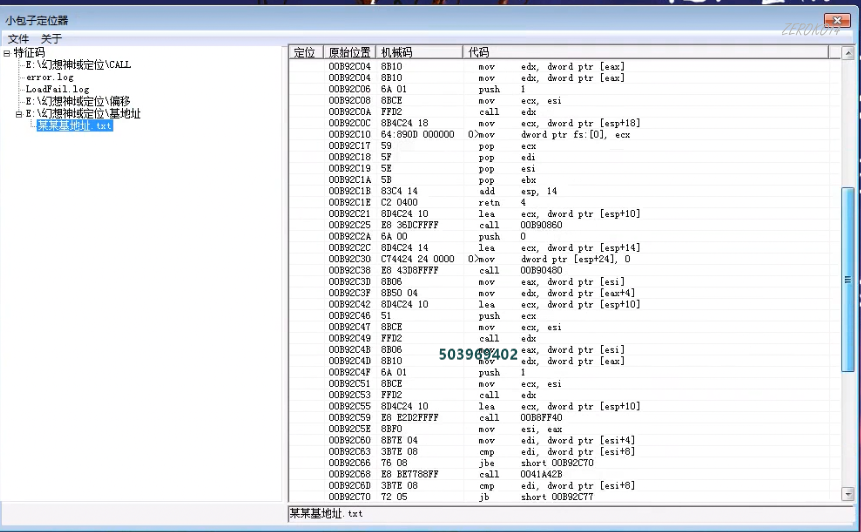 小包子定位器
ZEROKO14
文件 关于
特征码
E:\幻想神域定位\CALL
error.log
LoadFail.log
E:\幻想神域定位\偏移
E:\幻想神域定位\基地址
某某基地址.txt
定位 原始位置 机械码 代码
00B92C04 8B10 mov edx, dword ptr [eax]
00B92C04 8B10 mov edx, dword ptr [eax]
00B92C06 6A 01 push 1
00B92C08 8BCE mov ecx, esi
00B92C0A FFD2 call edx
00B92C0C 8B4C24 18 mov ecx, dword ptr [esp+18]
00B92C10 64:890D 000000 0>mov dword ptr fs:[0], ecx
00B92C17 59 pop ecx
00B92C18 5F pop edi
00B92C19 5E pop esi
00B92C1A 5B pop ebx
00B92C1B 83C4 14 add esp, 14
00B92C1E C2 0400 retn 4
00B92C21 8D4C24 10 lea ecx, dword ptr [esp+10]
00B92C25 E8 36DCFFFF call 00B90860
00B92C2A 6A 00 push 0
00B92C2C 8D4C24 14 lea ecx, dword ptr [esp+14]
00B92C30 C74424 24 0000 0>mov dword ptr [esp+24], 0
00B92C38 E8 43D8FFFF call 00B90480
00B92C3D 8B06 mov eax, dword ptr [esi]
00B92C3F 8B50 04 mov edx, dword ptr [eax+4]
00B92C42 8D4C24 10 lea ecx, dword ptr [esp+10]
00B92C46 51 push ecx
00B92C47 8BCE mov ecx, esi
00B92C49 FFD2 call edx
00B92C4B 8B06 mov eax, dword ptr [esi]
503969402
00B92C4D 8B10 mov edx, dword ptr [eax]
00B92C4F 6A 01 push 1
00B92C51 8BCE mov ecx, esi
00B92C53 FFD2 call edx
00B92C55 8D4C24 10 lea ecx, dword ptr [esp+10]
00B92C59 E8 E2D2FFFF call 00B8FF40
00B92C5E 8BF0 mov esi, eax
00B92C60 8B7E 04 mov edi, dword ptr [esi+4]
00B92C63 3B7E 08 cmp edi, dword ptr [esi+8]
00B92C66 76 08 jbe short 00B92C70
00B92C68 E8 BE7788FF call 0041A42B
00B92C6D 3B7E 08 cmp edi, dword ptr [esi+8]
00B92C70 72 05 jb short 00B92C77
某某基地址.txt